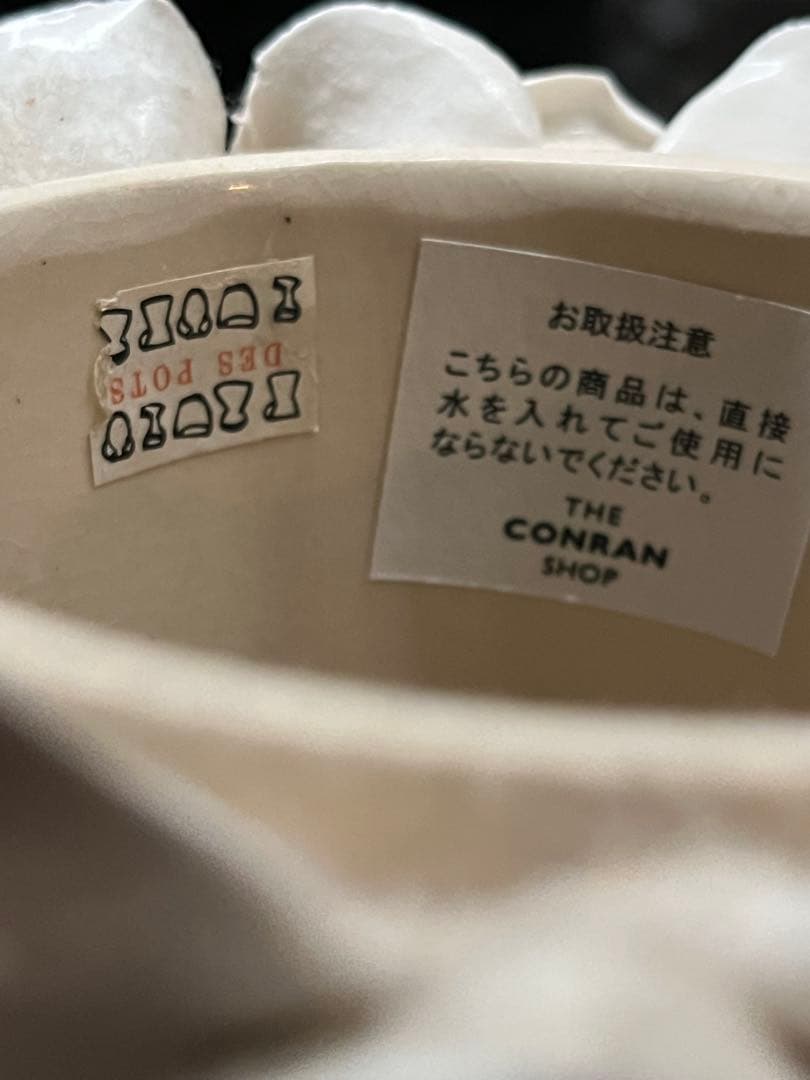 DES POTS
お取扱注意
こちらの商品は、直接
水を入れてご使用に
ならないでください。
THE
CONRAN
SHOP